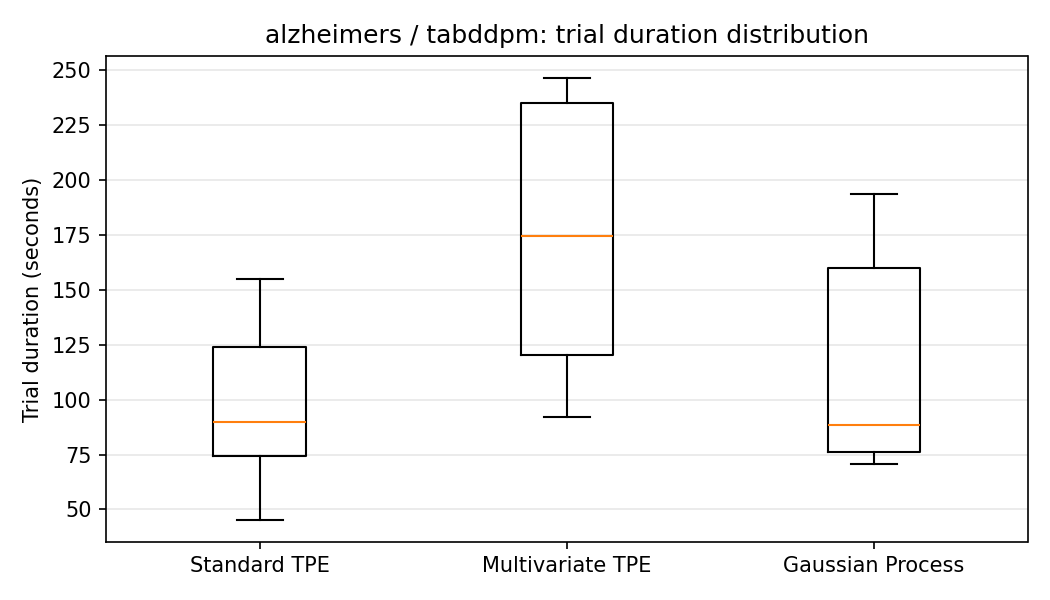 alzheimers / tabddpm: trial duration distribution
Trial duration (seconds)
250
225
200
175
150
125
100
75
50
Standard TPE
Multivariate TPE
Gaussian Process